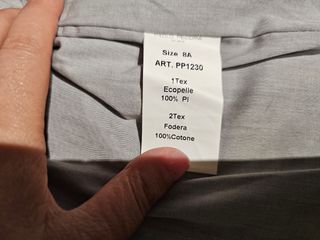 Size 8A
ART. PP1230
1Tex
Ecopelle
100% PI
2Tex
Fodera
100%Cotone